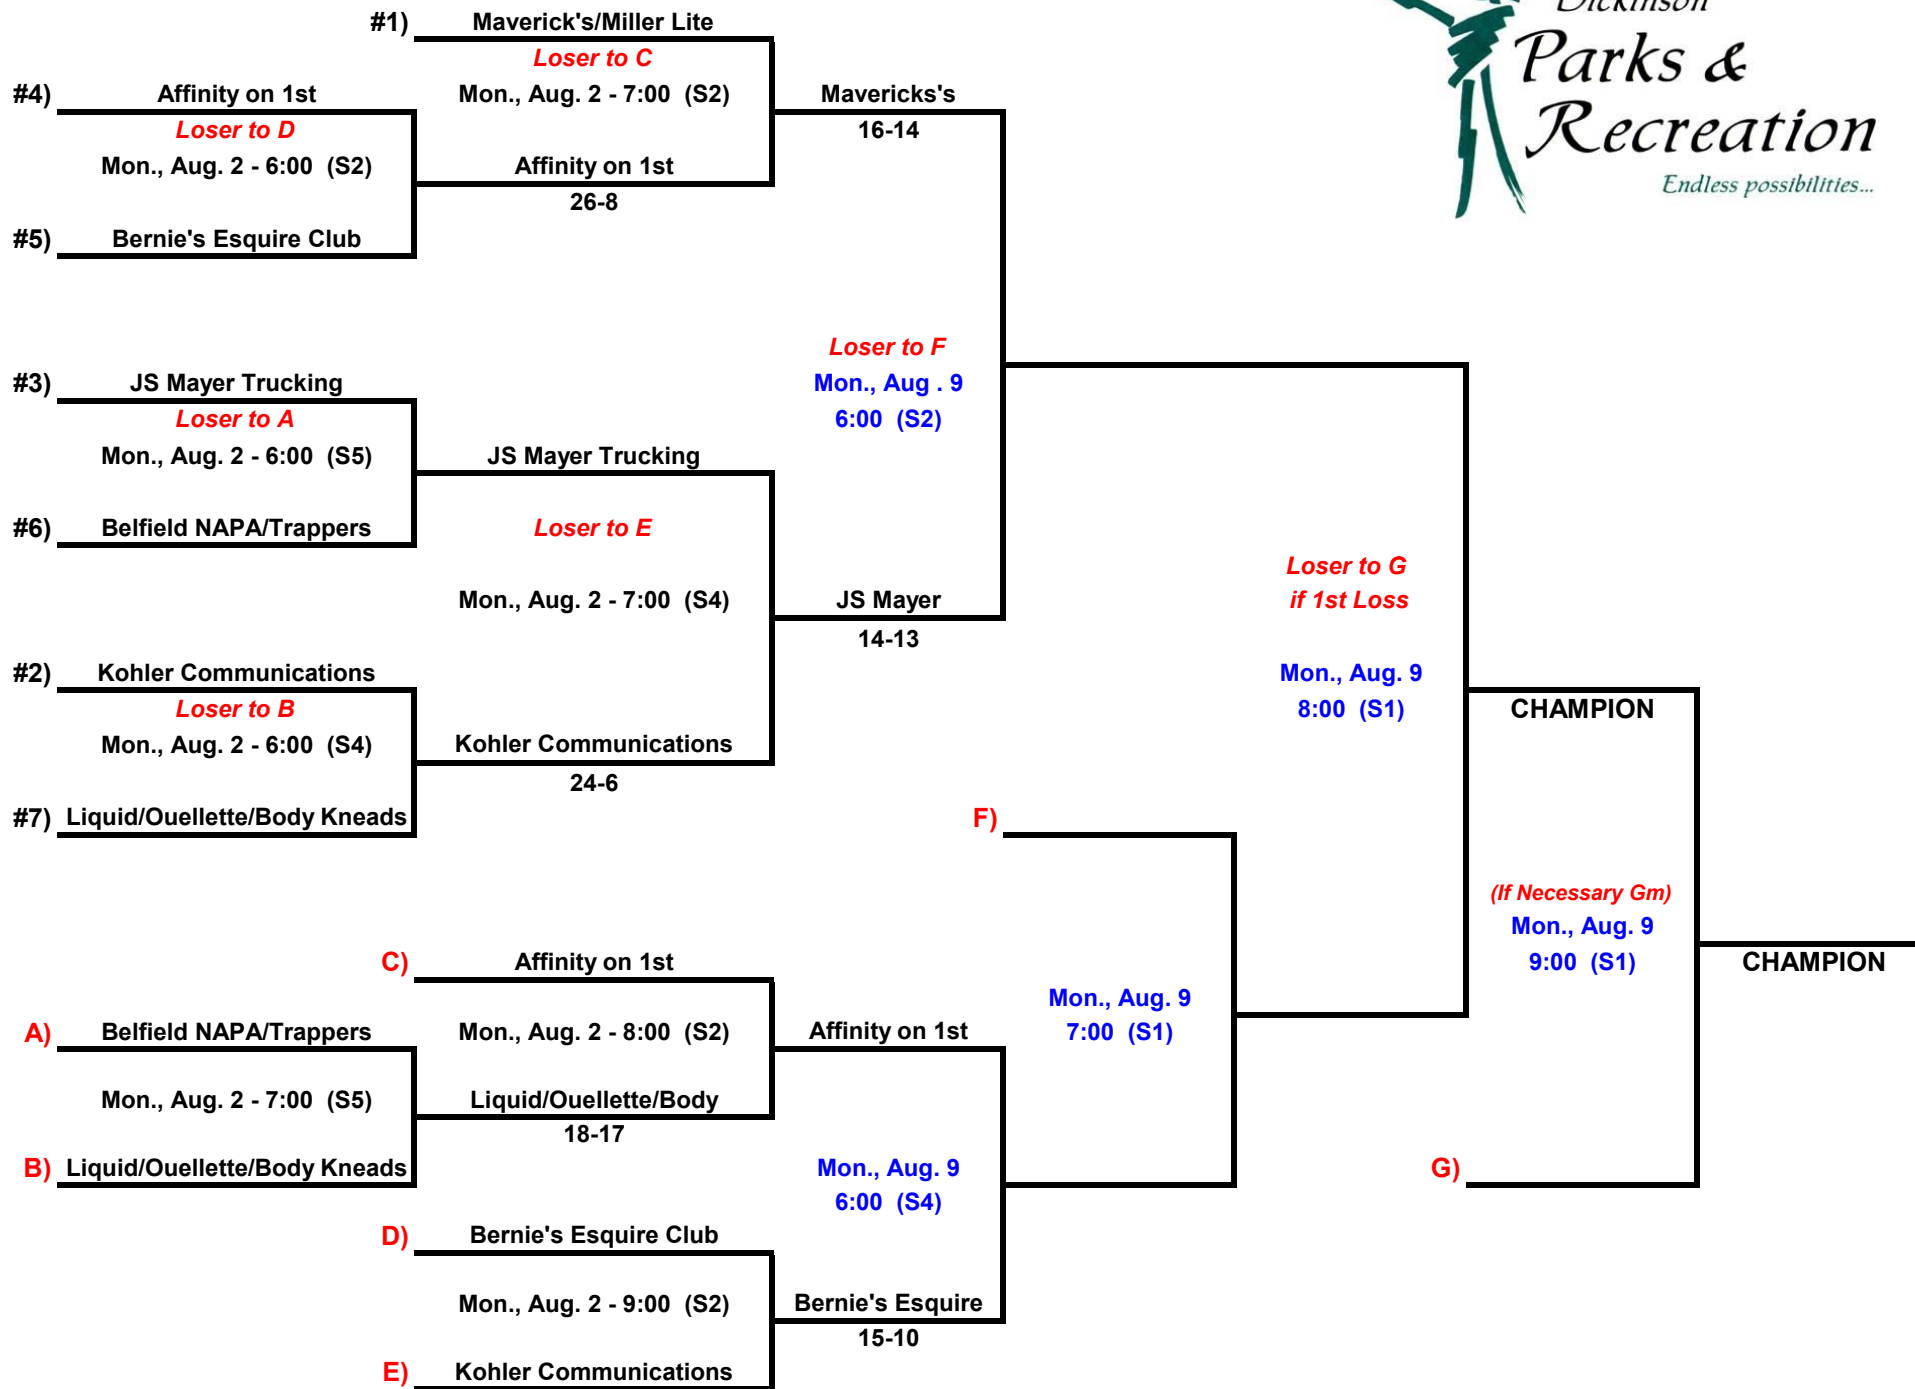 Dickinson
Parks &
Recreation
Endless possibilities...
#1) Maverick's/Miller Lite
Loser to C
Mon., Aug. 2 - 7:00 (S2)
#4) Affinity on 1st
Loser to D
Mon., Aug. 2 - 6:00 (S2)
#5) Bernie's Esquire Club
Affinity on 1st
26-8
Mavericks's
16-14
#3) JS Mayer Trucking
Loser to A
Mon., Aug. 2 - 6:00 (S5)
#6) Belfield NAPA/Trappers
JS Mayer Trucking
Loser to E
Mon., Aug. 2 - 7:00 (S4)
#2) Kohler Communications
Loser to B
Mon., Aug. 2 - 6:00 (S4)
#7) Liquid/Ouellette/Body Kneads
Kohler Communications
24-6
JS Mayer
14-13
Loser to F
Mon., Aug . 9
6:00 (S2)
Loser to G
if 1st Loss
Mon., Aug. 9
8:00 (S1)
CHAMPION
F)
Mon., Aug. 9
7:00 (S1)
(If Necessary Gm)
Mon., Aug. 9
9:00 (S1)
CHAMPION
G)
C) Affinity on 1st
Mon., Aug. 2 - 8:00 (S2)
A) Belfield NAPA/Trappers
Mon., Aug. 2 - 7:00 (S5)
B) Liquid/Ouellette/Body Kneads
Liquid/Ouellette/Body
18-17
Affinity on 1st
Mon., Aug. 9
6:00 (S4)
D) Bernie's Esquire Club
Mon., Aug. 2 - 9:00 (S2)
E) Kohler Communications
Bernie's Esquire
15-10